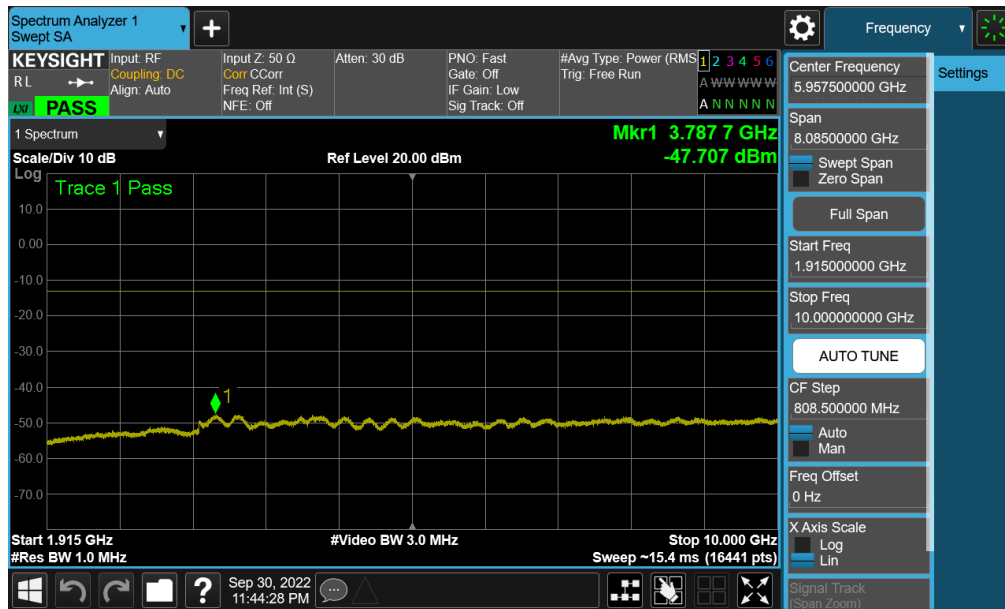 Spectrum Analyzer 1
Swept SA
KEYSIGHT
R L
LXI PASS
Input: RF
Coupling: DC
Align: Auto
Input Z: 50 Ω
Corr CCorr
Freq Ref: Int (S)
NFE: Off
Atten: 30 dB
PNO: Fast
Gate: Off
IF Gain: Low
Sig Track: Off
#Avg Type: Power (RMS
Trig: Free Run
1 2 3 4 5 6
A W W W W W
A N N N N N
1 Spectrum
Scale/Div 10 dB
Ref Level 20.00 dBm
Mkr1 3.787 7 GHz
-47.707 dBm
Log
Trace 1 Pass
10.0
0.00
-10.0
-20.0
-30.0
-40.0
1
-50.0
-60.0
-70.0
Start 1.915 GHz
#Res BW 1.0 MHz
#Video BW 3.0 MHz
Stop 10.000 GHz
Sweep ~15.4 ms (16441 pts)
?
Sep 30, 2022
11:44:28 PM
Frequency
Settings
Center Frequency
5.957500000 GHz
Span
8.08500000 GHz
Swept Span
Zero Span
Full Span
Start Freq
1.915000000 GHz
Stop Freq
10.000000000 GHz
AUTO TUNE
CF Step
808.500000 MHz
Auto
Man
Freq Offset
0 Hz
X Axis Scale
Log
Lin
Signal Track
(Span Zoom)